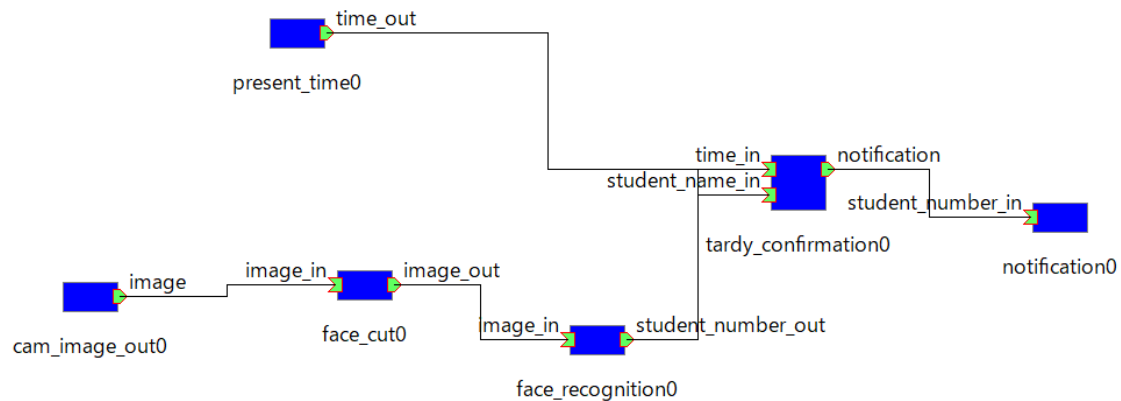 time_out
present_time0
time_in
notification
student_name_in
student_number_in
tardy_confirmation0
notification0
image
image_in
image_out
cam_image_out0
face_cut0
image_in
student_number_out
face_recognition0